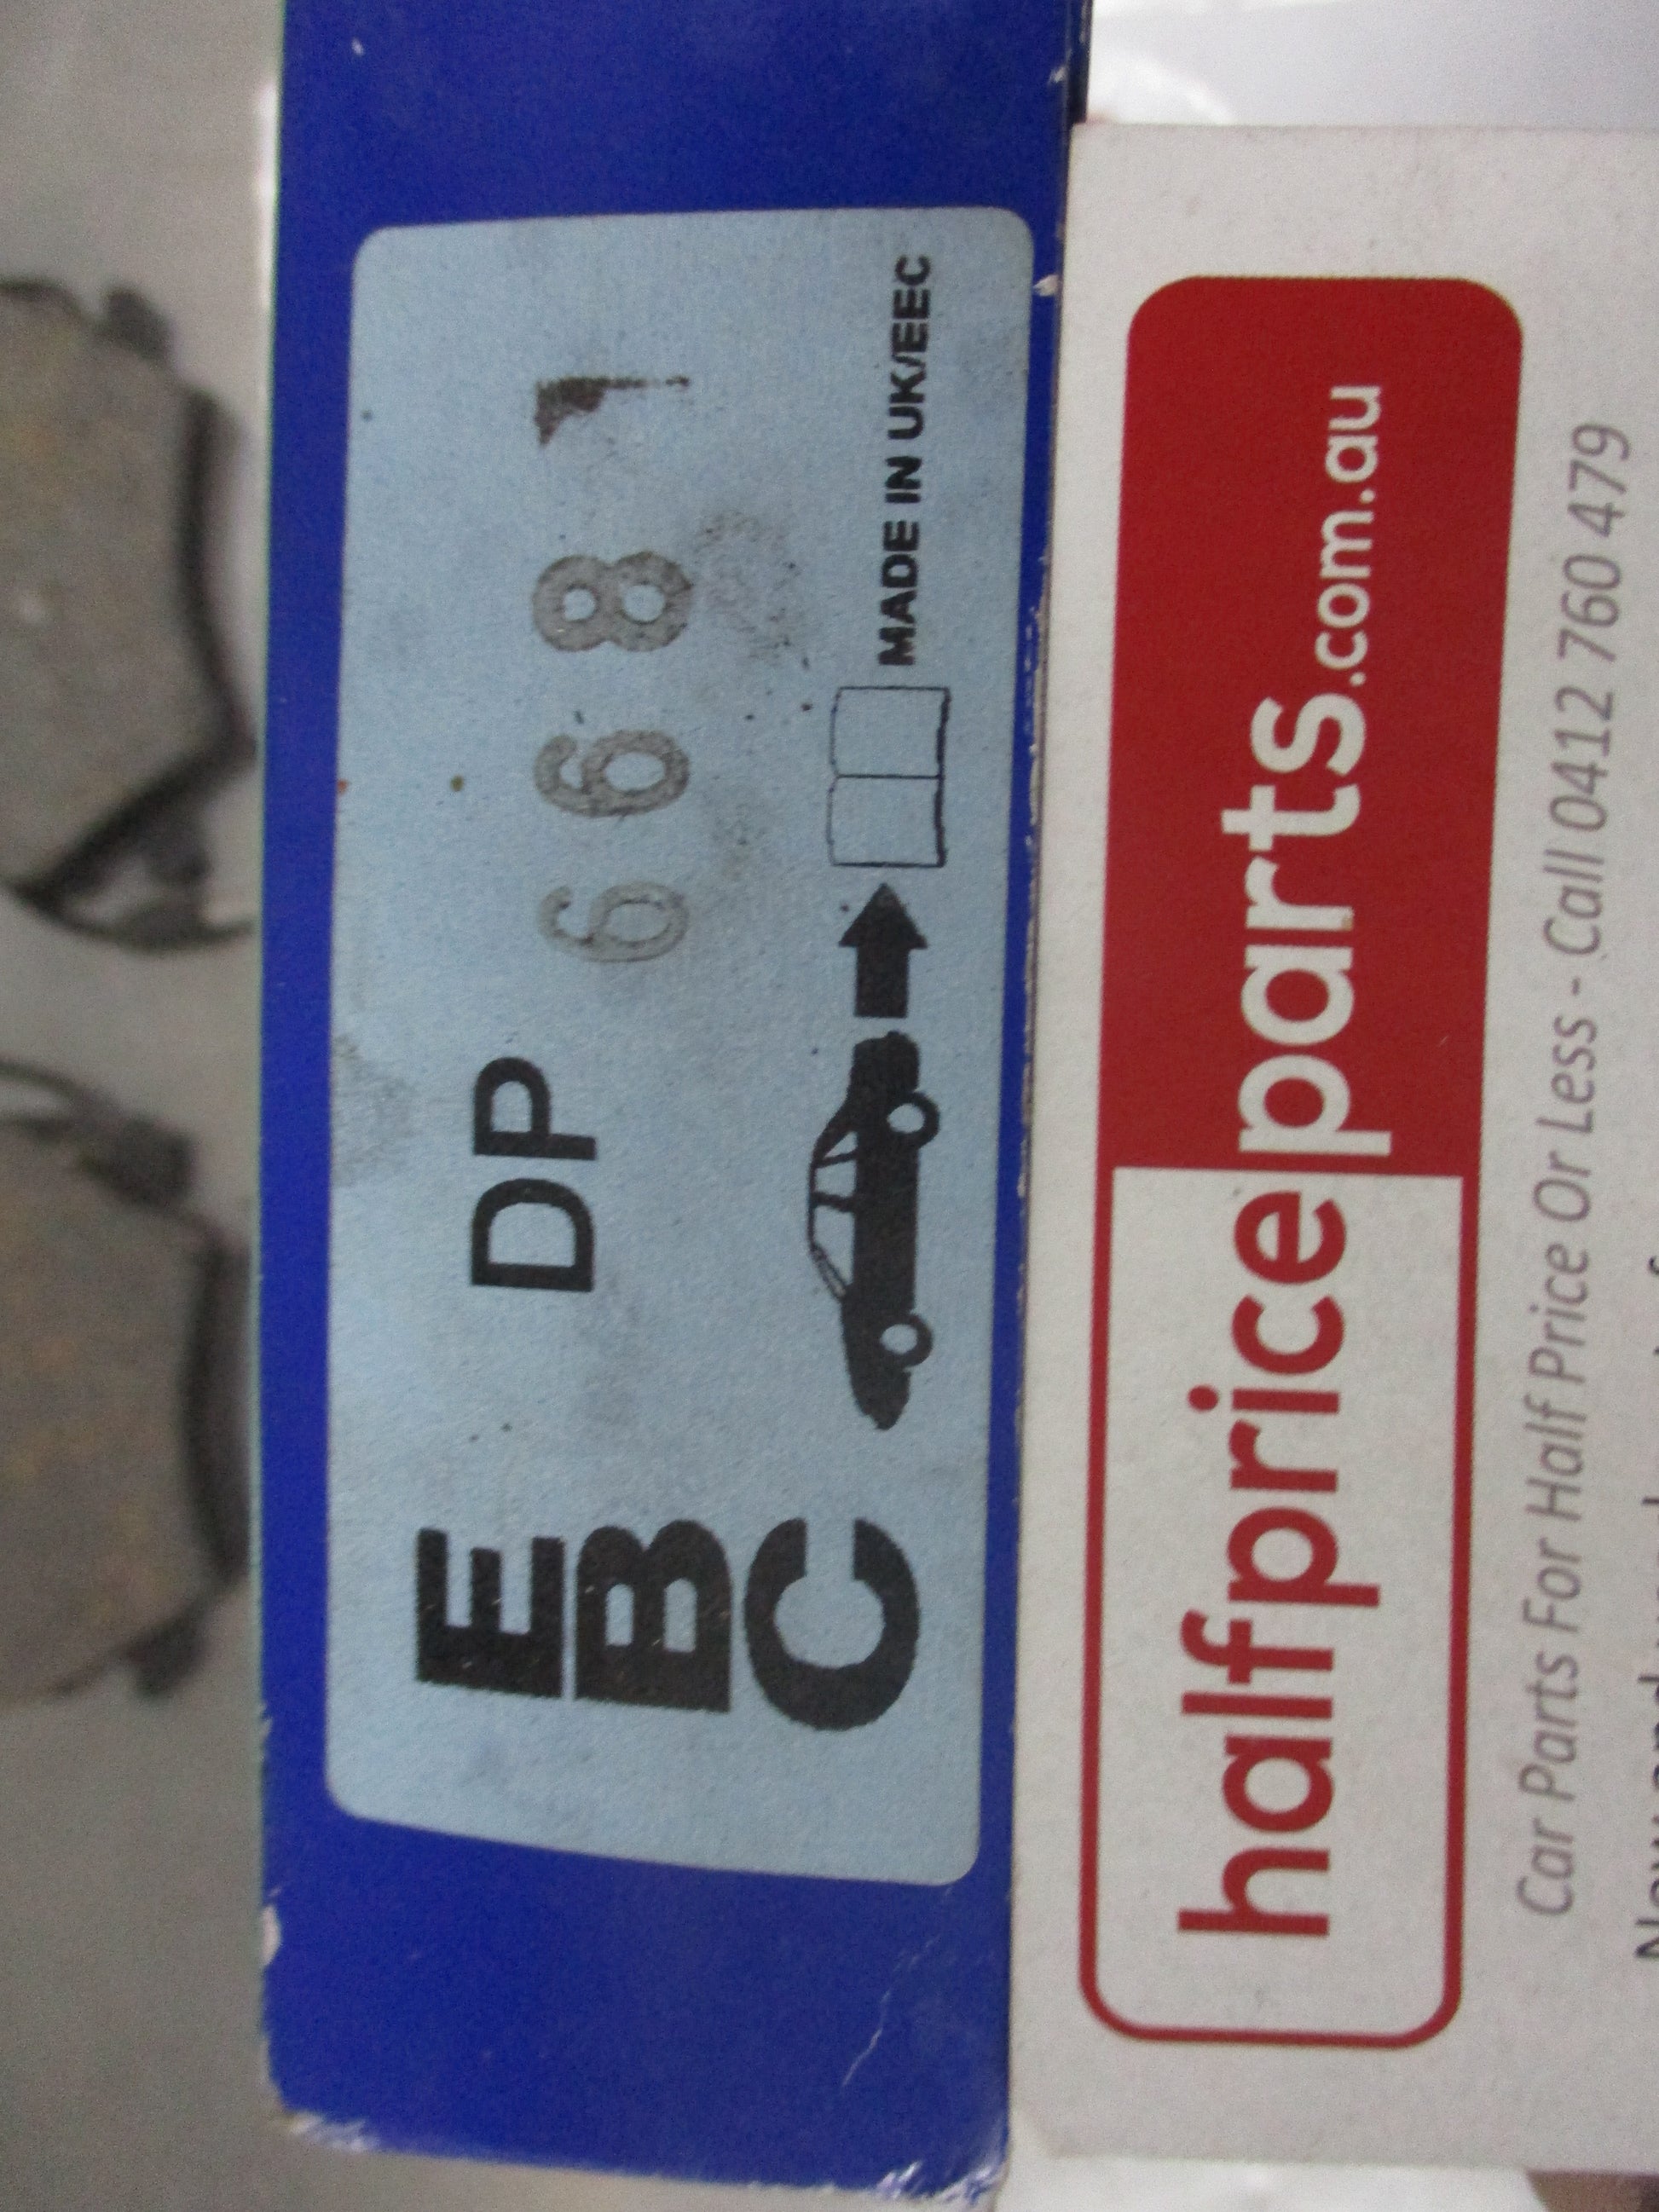 EBC
DP 6681
MADE IN UK/EEC
halfpriceparts.com.au
Car Parts For Half Price Or Less - Call 0412 760 479